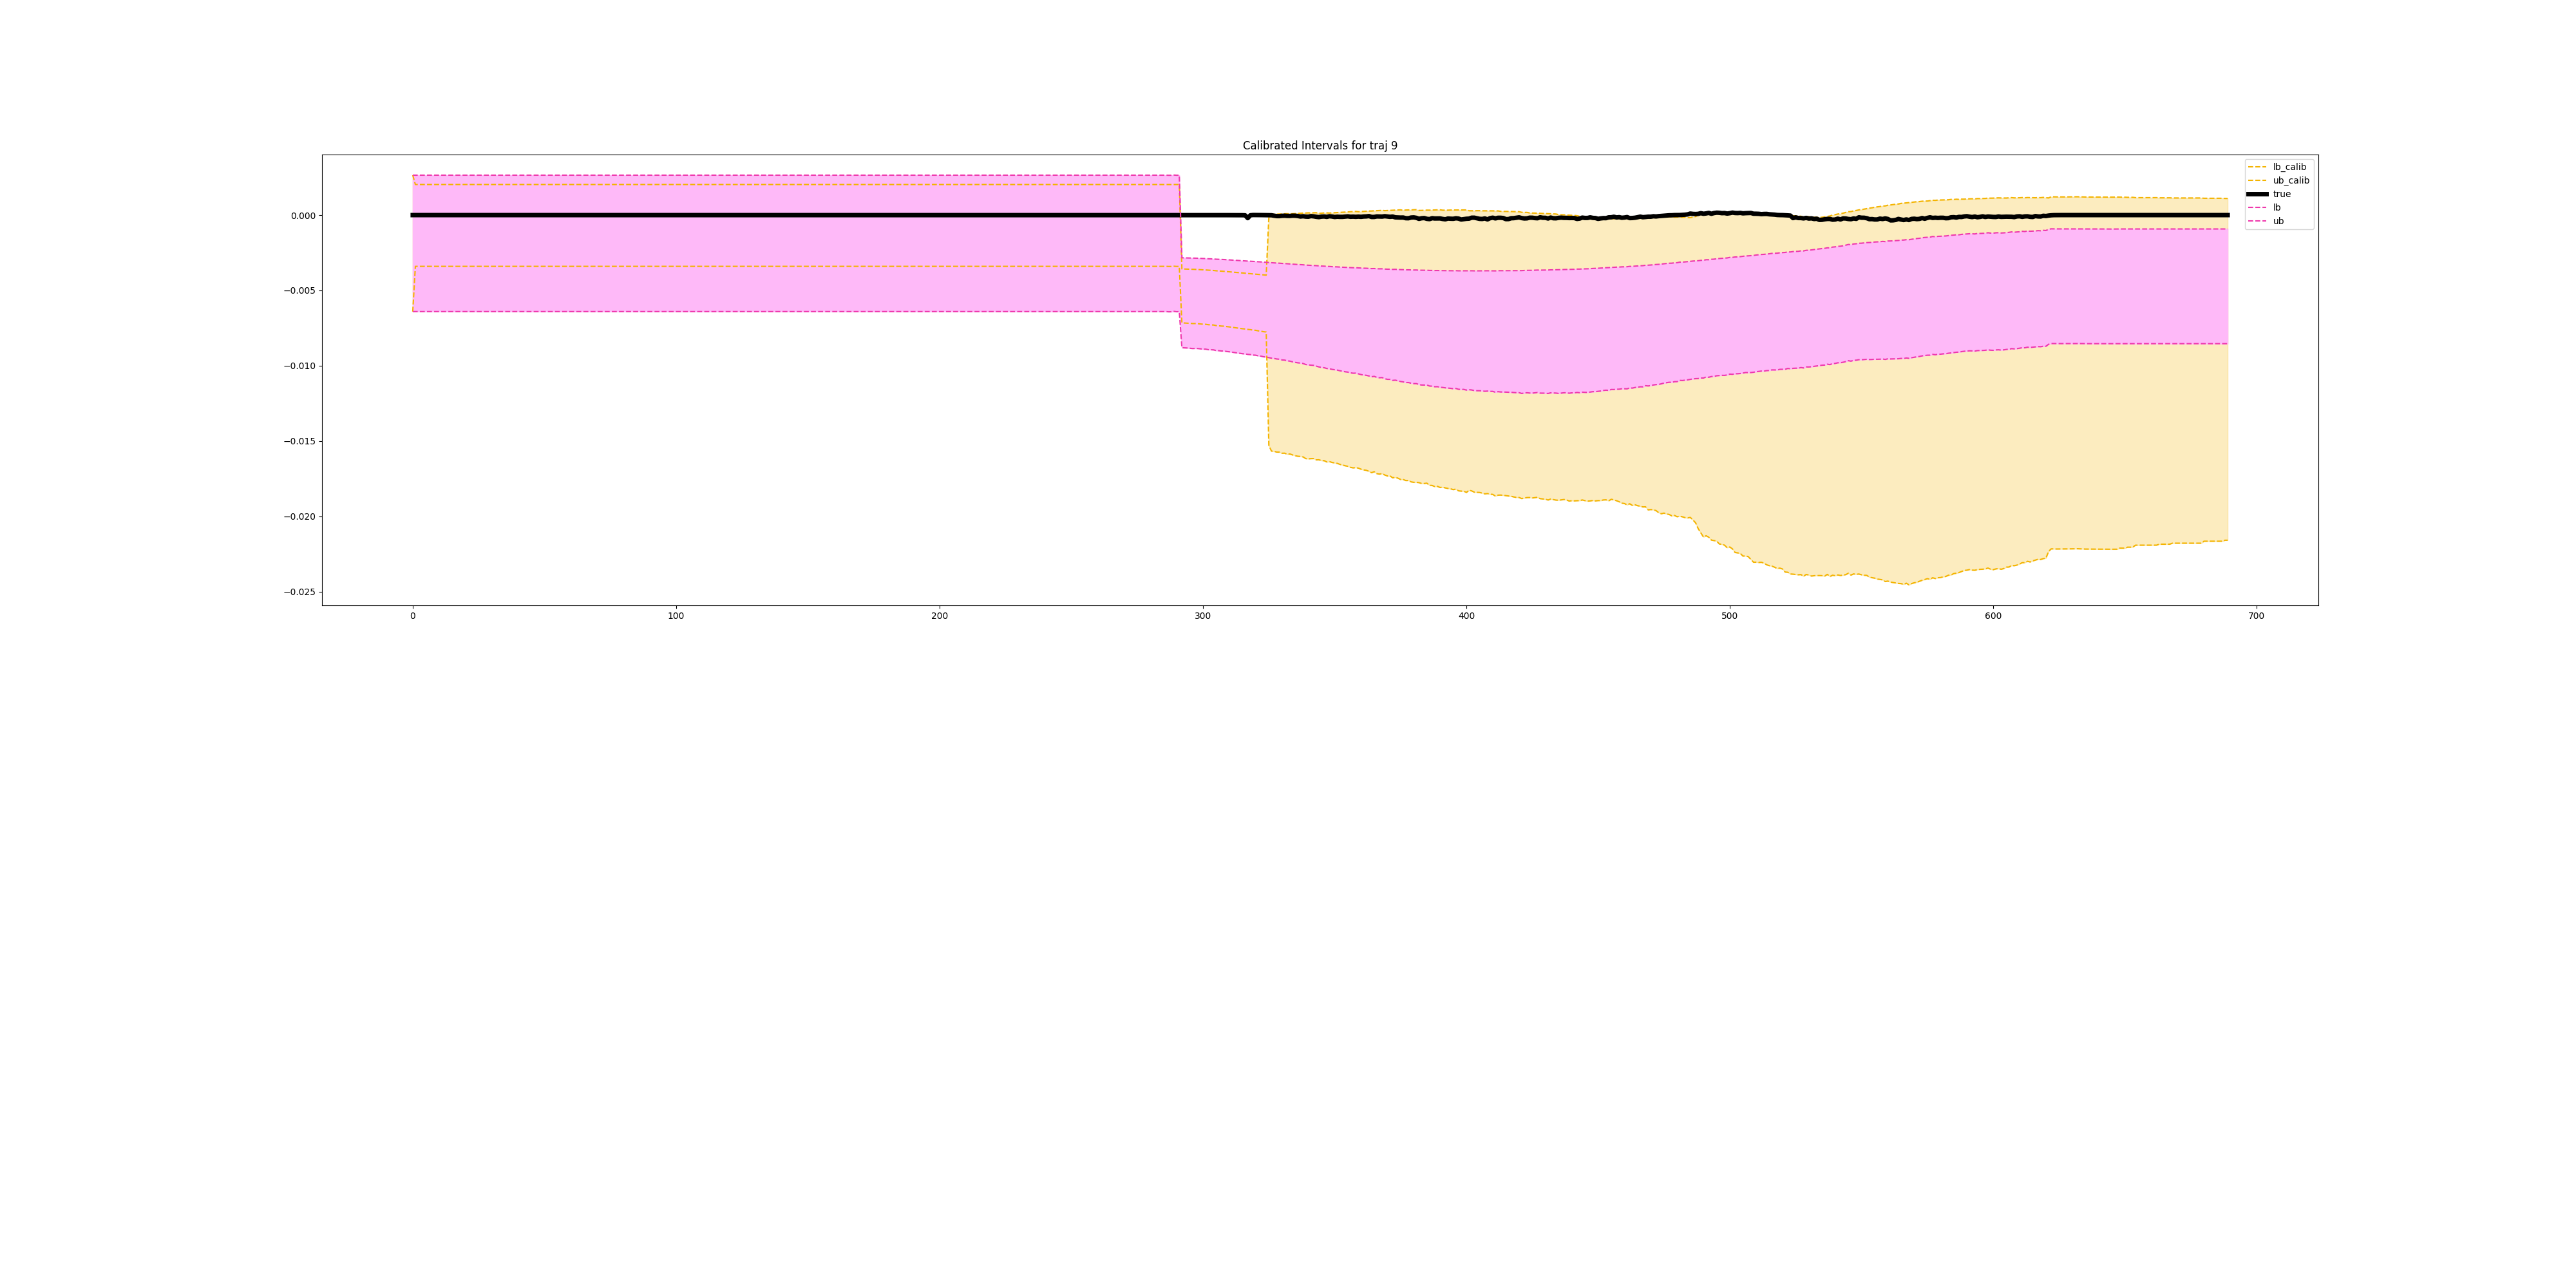 Calibrated Intervals for traj 9
lb_calib
ub_calib
true
lb
ub
0.000
−0.005
−0.010
−0.015
−0.020
−0.025
0 100 200 300 400 500 600 700